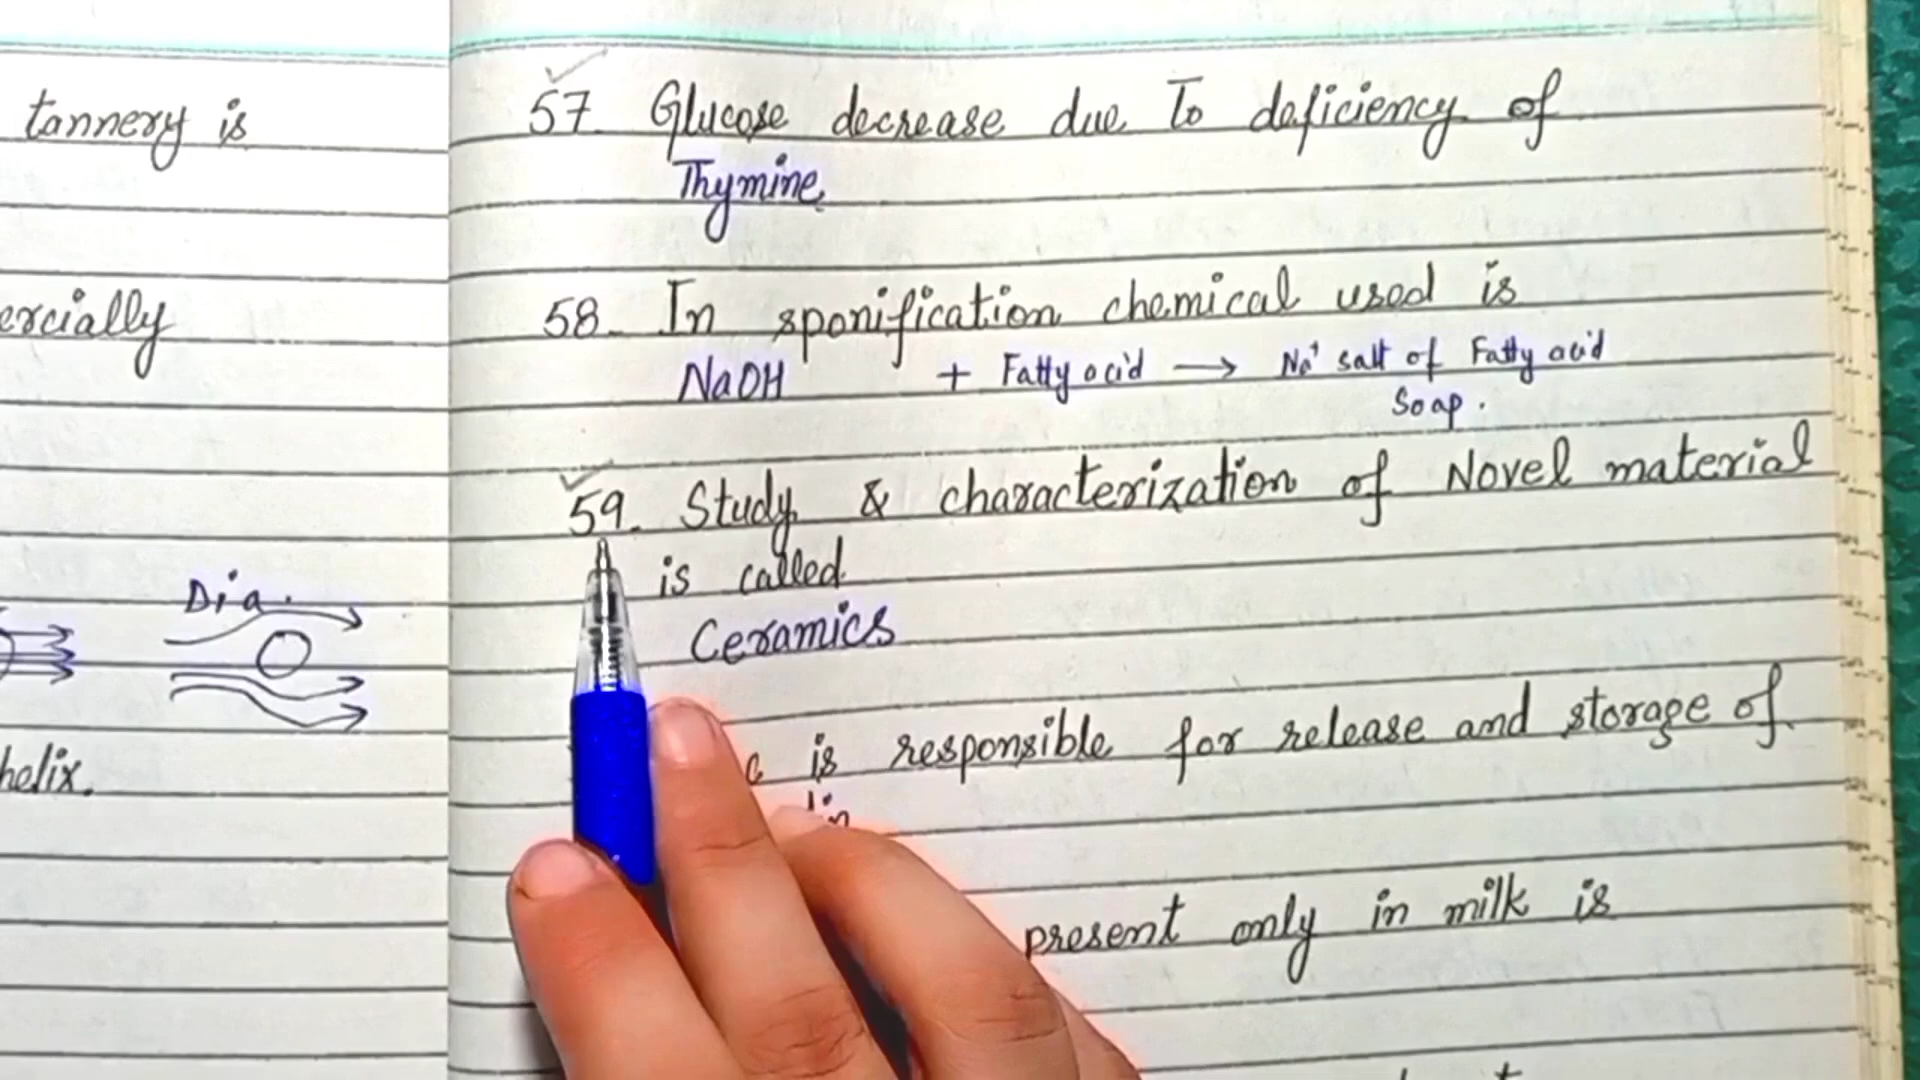 tannery is
ercially
Dia.
helix.
57. Glucose decrease due To deficiency of
Thymine
58. In sponification chemical used is
NaOH + Fatty acid → Na⁺ salt of Fatty acid
Soap.
59. Study & characterization of Novel material
is called
Ceramics
is responsible for release and storage of
present only in milk is